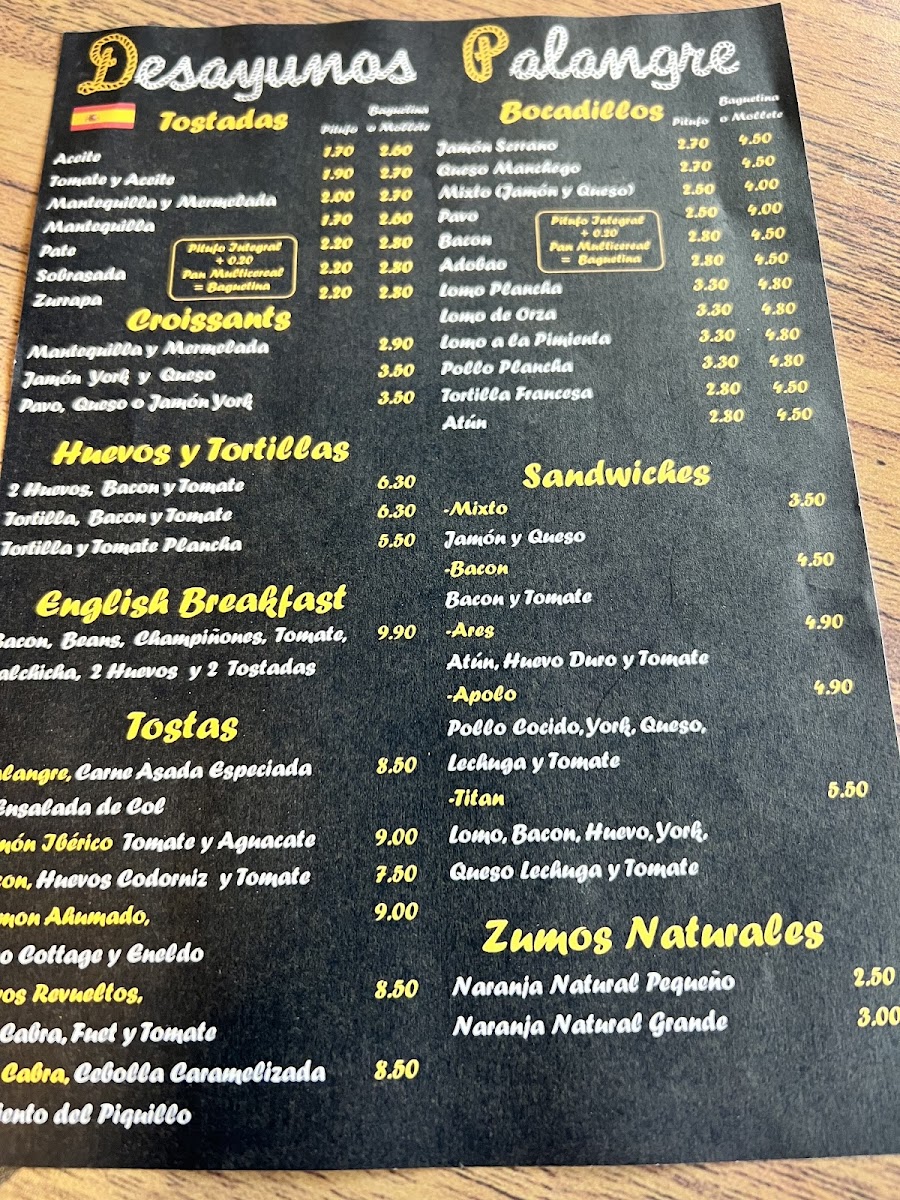 Desayunos Palangre
Tostadas
Pitufo
Baguetina
o Mollete
Aceite 1.70 2.60
Tomate y Aceite 1.90 2.70
Mantequilla y Mermelada 2.00 2.70
Mantequilla 1.70 2.60
Pate 2.20 2.80
Sobrasada 2.20 2.80
Zurrapa 2.20 2.80
Pitufo Integral
+ 0.20
Pan Multicereal
= Baguetina
Croissants
Mantequilla y Mermelada 2.90
Jamón York y Queso 3.50
Pavo, Queso o Jamón York 3.50
Huevos y Tortillas
2 Huevos, Bacon y Tomate 6.30
Tortilla, Bacon y Tomate 6.30
Tortilla y Tomate Plancha 5.50
English Breakfast
Bacon, Beans, Champiñones, Tomate, 9.90
alchicha, 2 Huevos y 2 Tostadas
Tostas
alangre, Carne Asada Especiada 8.50
Ensalada de Col
món Ibérico Tomate y Aguacate 9.00
con, Huevos Codorniz y Tomate 7.50
mon Ahumado, 9.00
o Cottage y Eneldo
vos Revueltos, 8.50
Cabra, Fuet y Tomate
Cabra, Cebolla Caramelizada 8.50
iento del Piquillo
Bocadillos
Pitufo
Baguetina
o Mollete
Jamón Serrano 2.70 4.50
Queso Manchego 2.70 4.50
Mixto (Jamón y Queso) 2.50 4.00
Pavo 2.50 4.00
Bacon 2.80 4.50
Adobao 2.80 4.50
Lomo Plancha 3.30 4.80
Lomo de Orza 3.30 4.80
Lomo a la Pimienta 3.30 4.80
Pollo Plancha 3.30 4.80
Tortilla Francesa 2.80 4.50
Atún 2.80 4.50
Pitufo Integral
+ 0.20
Pan Multicereal
= Baguetina
Sandwiches
-Mixto 3.50
Jamón y Queso
-Bacon 4.50
Bacon y Tomate
-Ares 4.90
Atún, Huevo Duro y Tomate
-Apolo 4.90
Pollo Cocido, York, Queso,
Lechuga y Tomate
-Titan 5.50
Lomo, Bacon, Huevo, York,
Queso Lechuga y Tomate
Zumos Naturales
Naranja Natural Pequeño 2.50
Naranja Natural Grande 3.00